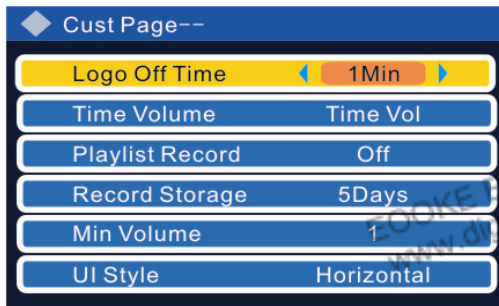 Cust Page--
Logo Off Time 1Min
Time Volume Time Vol
Playlist Record Off
Record Storage 5Days
Min Volume 1
UI Style Horizontal
EOOKE